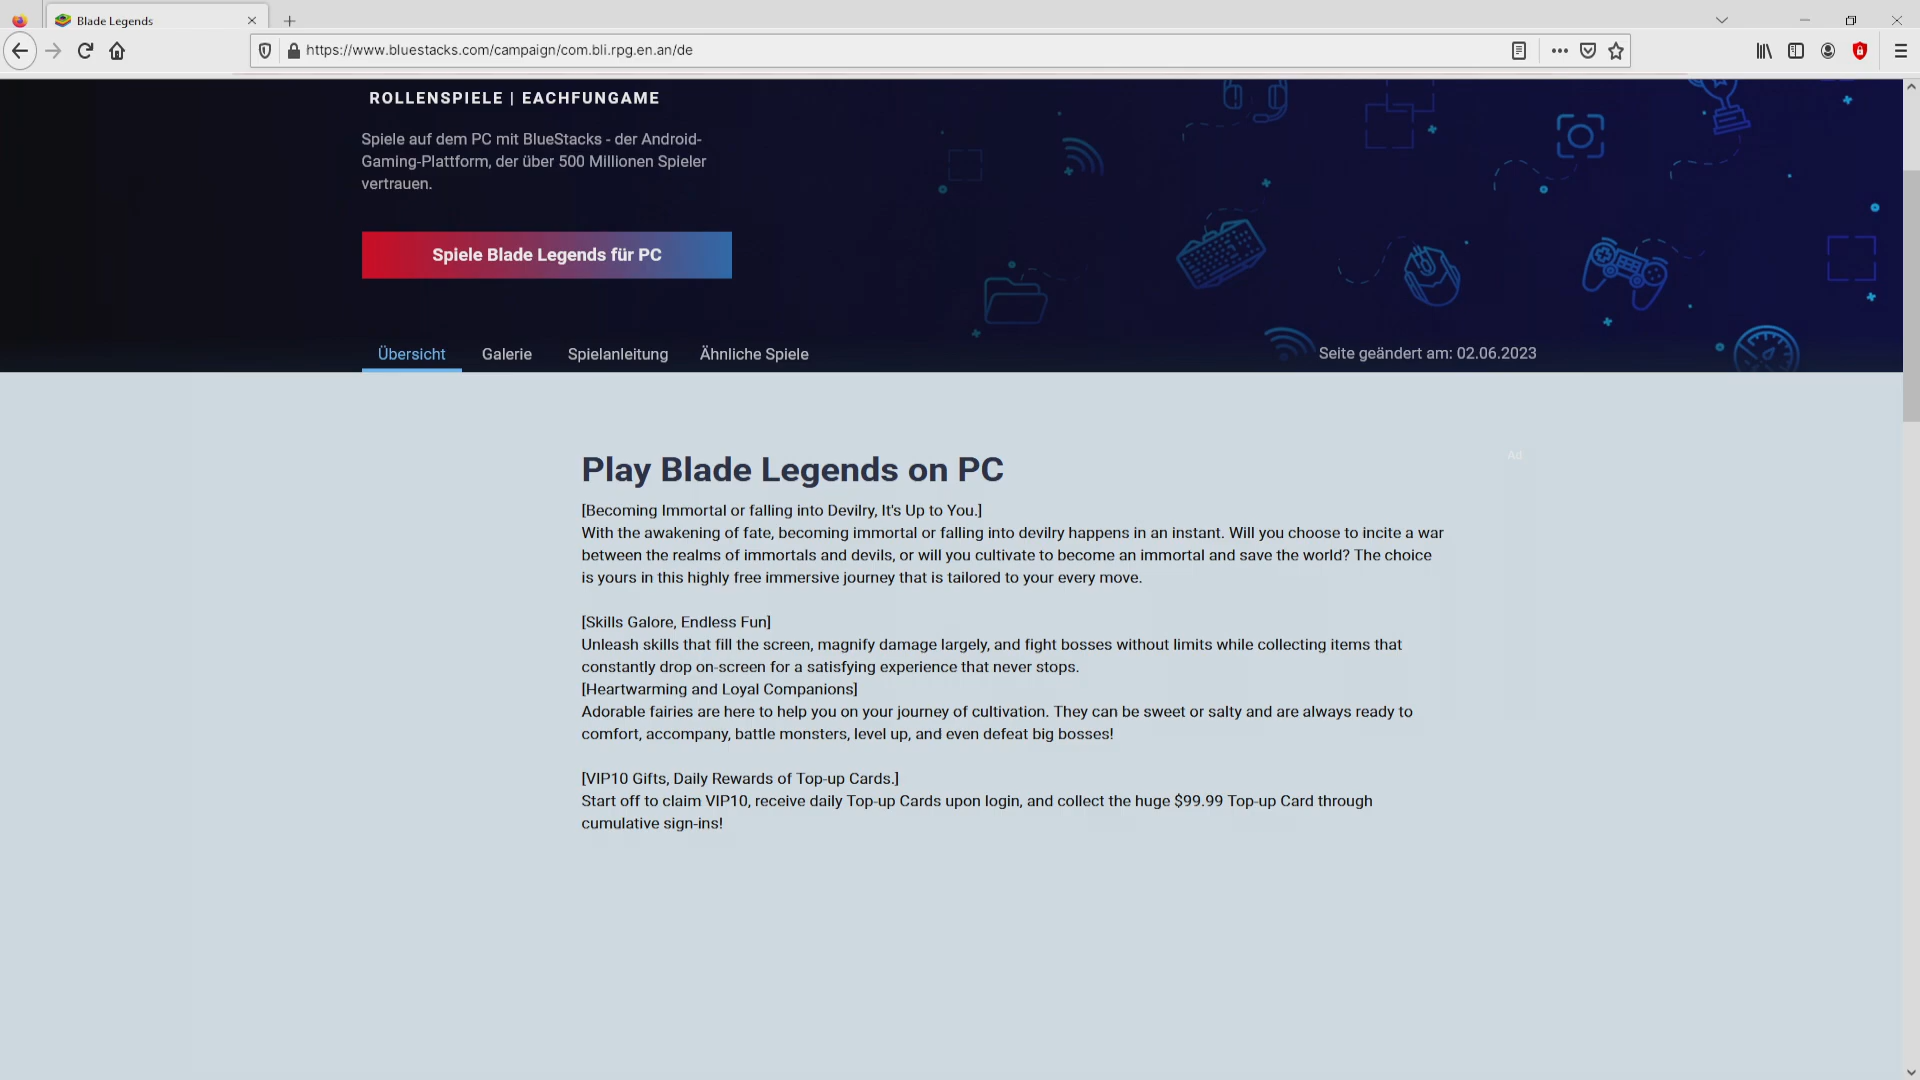 Blade Legends
https://www.bluestacks.com/campaign/com.bli.rpg.en.an/de
ROLLENSPIELE | EACHFUNGAME
Spiele auf dem PC mit BlueStacks - der Android-
Gaming-Plattform, der über 500 Millionen Spieler
vertrauen.
Spiele Blade Legends für PC
Übersicht Galerie Spielanleitung Ähnliche Spiele Seite geändert am: 02.06.2023
Ad
Play Blade Legends on PC
[Becoming Immortal or falling into Devilry, It's Up to You.]
With the awakening of fate, becoming immortal or falling into devilry happens in an instant. Will you choose to incite a war
between the realms of immortals and devils, or will you cultivate to become an immortal and save the world? The choice
is yours in this highly free immersive journey that is tailored to your every move.
[Skills Galore, Endless Fun]
Unleash skills that fill the screen, magnify damage largely, and fight bosses without limits while collecting items that
constantly drop on-screen for a satisfying experience that never stops.
[Heartwarming and Loyal Companions]
Adorable fairies are here to help you on your journey of cultivation. They can be sweet or salty and are always ready to
comfort, accompany, battle monsters, level up, and even defeat big bosses!
[VIP10 Gifts, Daily Rewards of Top-up Cards.]
Start off to claim VIP10, receive daily Top-up Cards upon login, and collect the huge $99.99 Top-up Card through
cumulative sign-ins!